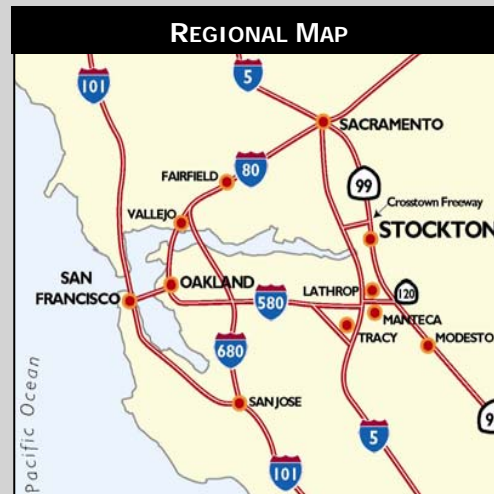 REGIONAL MAP
101
5
SACRAMENTO
80
FAIRFIELD
99
Crosstown Freeway
VALLEJO
STOCKTON
SAN
FRANCISCO
OAKLAND
LATHROP
120
580
MANTECA
TRACY
MODESTO
680
Pacific Ocean
SAN JOSE
9
5
101